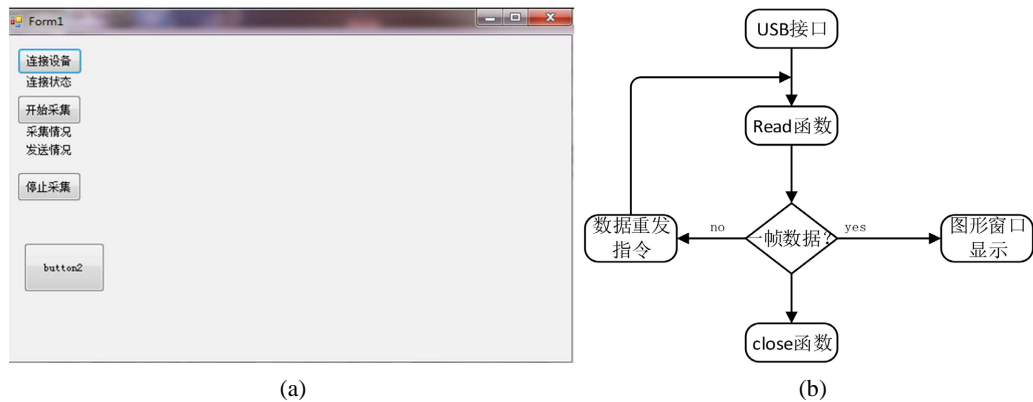 Form1
连接设备
连接状态
开始采集
采集情况
发送情况
停止采集
button2
(a)
USB接口
Read函数
一帧数据?
no
yes
数据重发
指令
图形窗口
显示
close函数
(b)